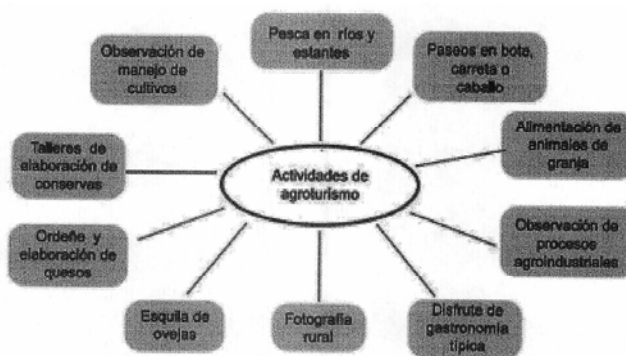 Pesca en ríos y
estantes
Observación de
manejo de
cultivos
Paseos en bote,
carreta o
caballo
Alimentación de
animales de
granja
Talleres de
elaboración de
conservas
Actividades de
agroturismo
Ordeñe y
elaboración de
quesos
Observación de
procesos
agroindustriales
Esquila de
ovejas
Fotografía
rural
Disfrute de
gastronomía
típica